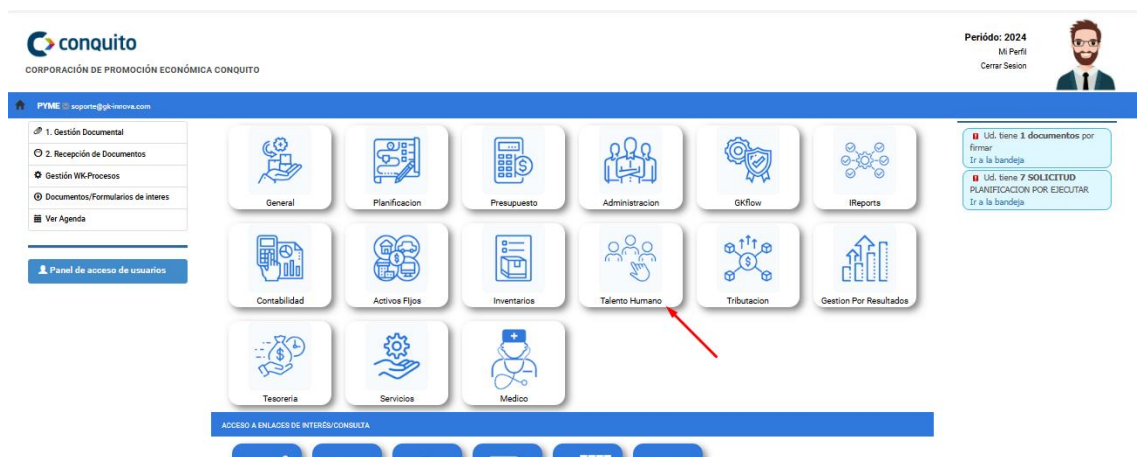 conquito
CORPORACIÓN DE PROMOCIÓN ECONÓMICA CONQUITO
Periódo: 2024
Mi Perfil
Cerrar Sesion
PYME soporte@gk-innova.com
1. Gestión Documental
2. Recepción de Documentos
Gestión WK-Procesos
Documentos/Formularios de interes
Ver Agenda
Panel de acceso de usuarios
General
Planificacion
Presupuesto
Administracion
GKflow
IReports
Contabilidad
Activos FIjos
Inventarios
Talento Humano
Tributacion
Gestion Por Resultados
Tesoreria
Servicios
Medico
ACCESO A ENLACES DE INTERÉS/CONSULTA
Ud. tiene 1 documentos por
firmar
Ir a la bandeja
Ud. tiene 7 SOLICITUD
PLANIFICACION POR EJECUTAR
Ir a la bandeja